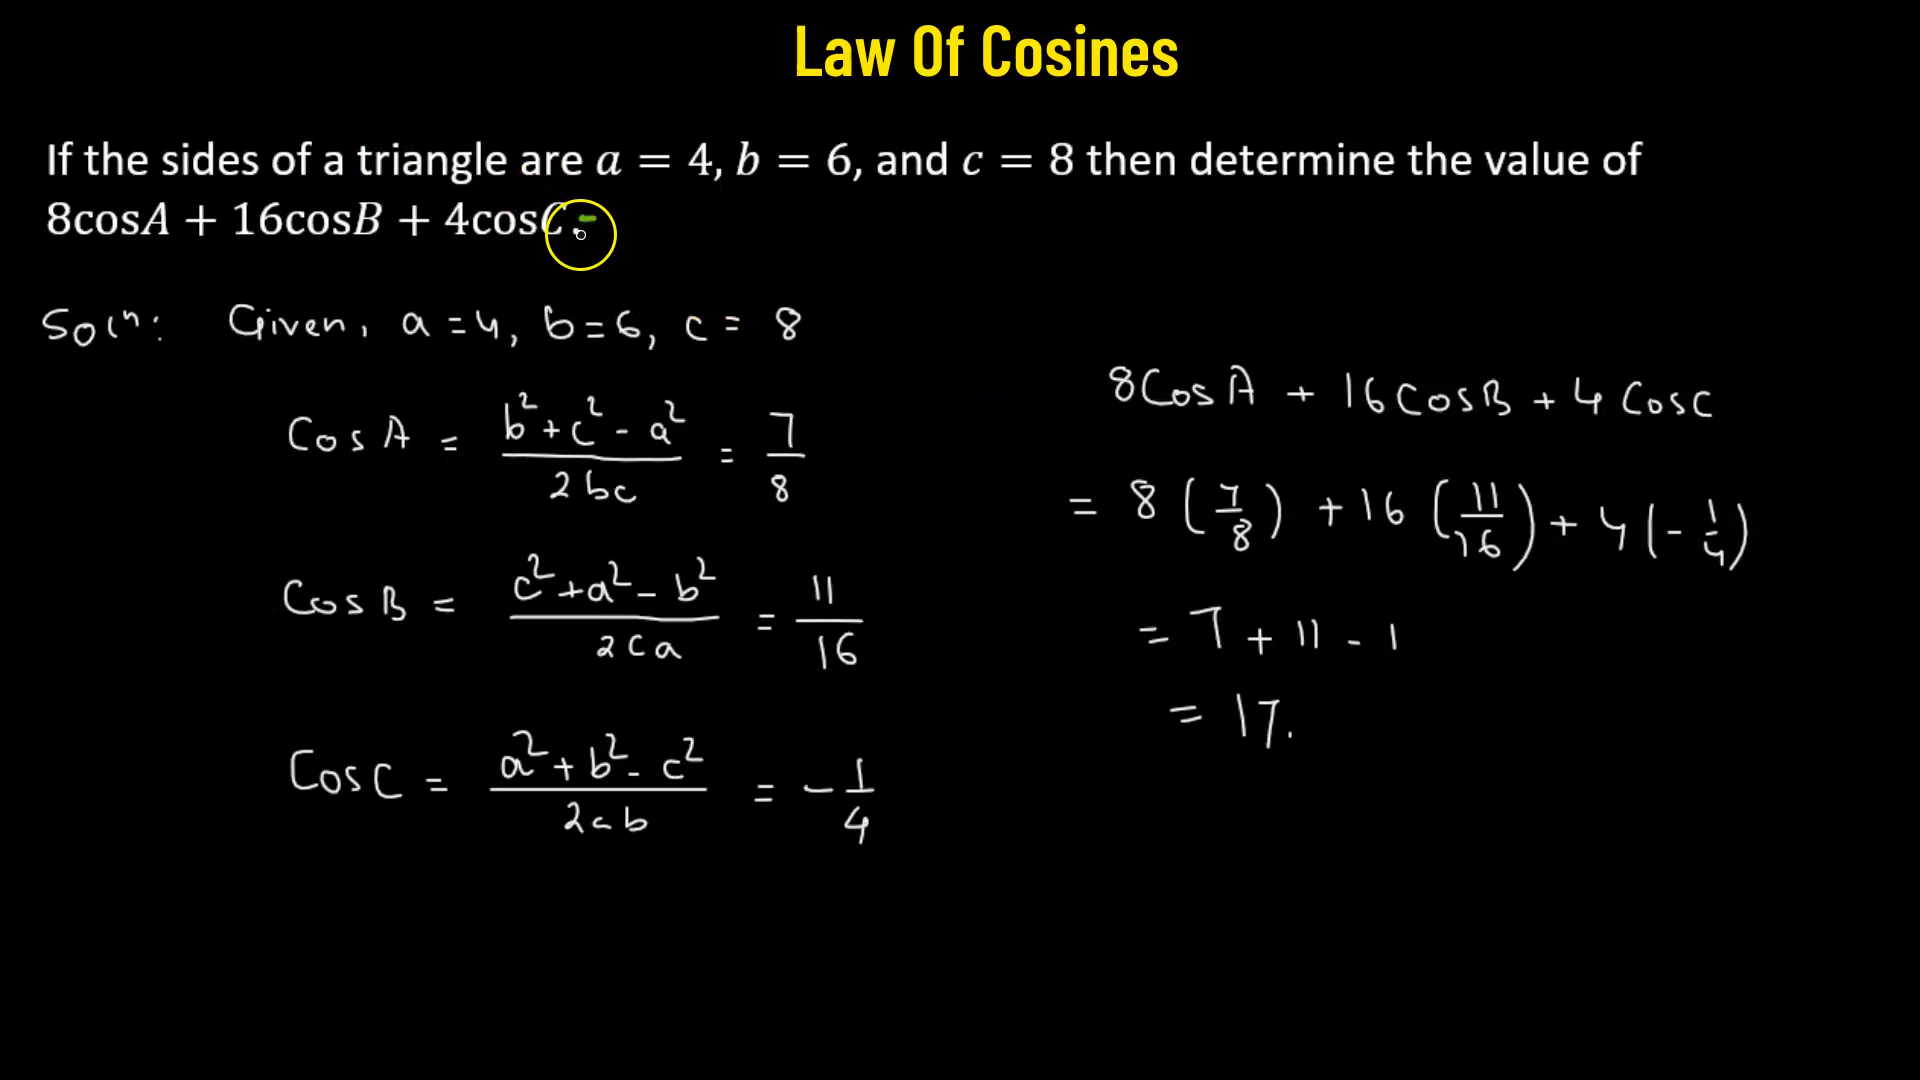 Law Of Cosines
If the sides of a triangle are a = 4, b = 6, and c = 8 then determine the value of
8cosA + 16cosB + 4cosC.
Soln: Given, a = 4, b = 6, c = 8
Cos A = b² + c² - a² / 2bc = 7/8
Cos B = c² + a² - b² / 2ca = 11/16
Cos C = a² + b² - c² / 2ab = - 1/4
8 Cos A + 16 Cos B + 4 Cos C
= 8 (7/8) + 16 (11/16) + 4 (- 1/4)
= 7 + 11 - 1
= 17.